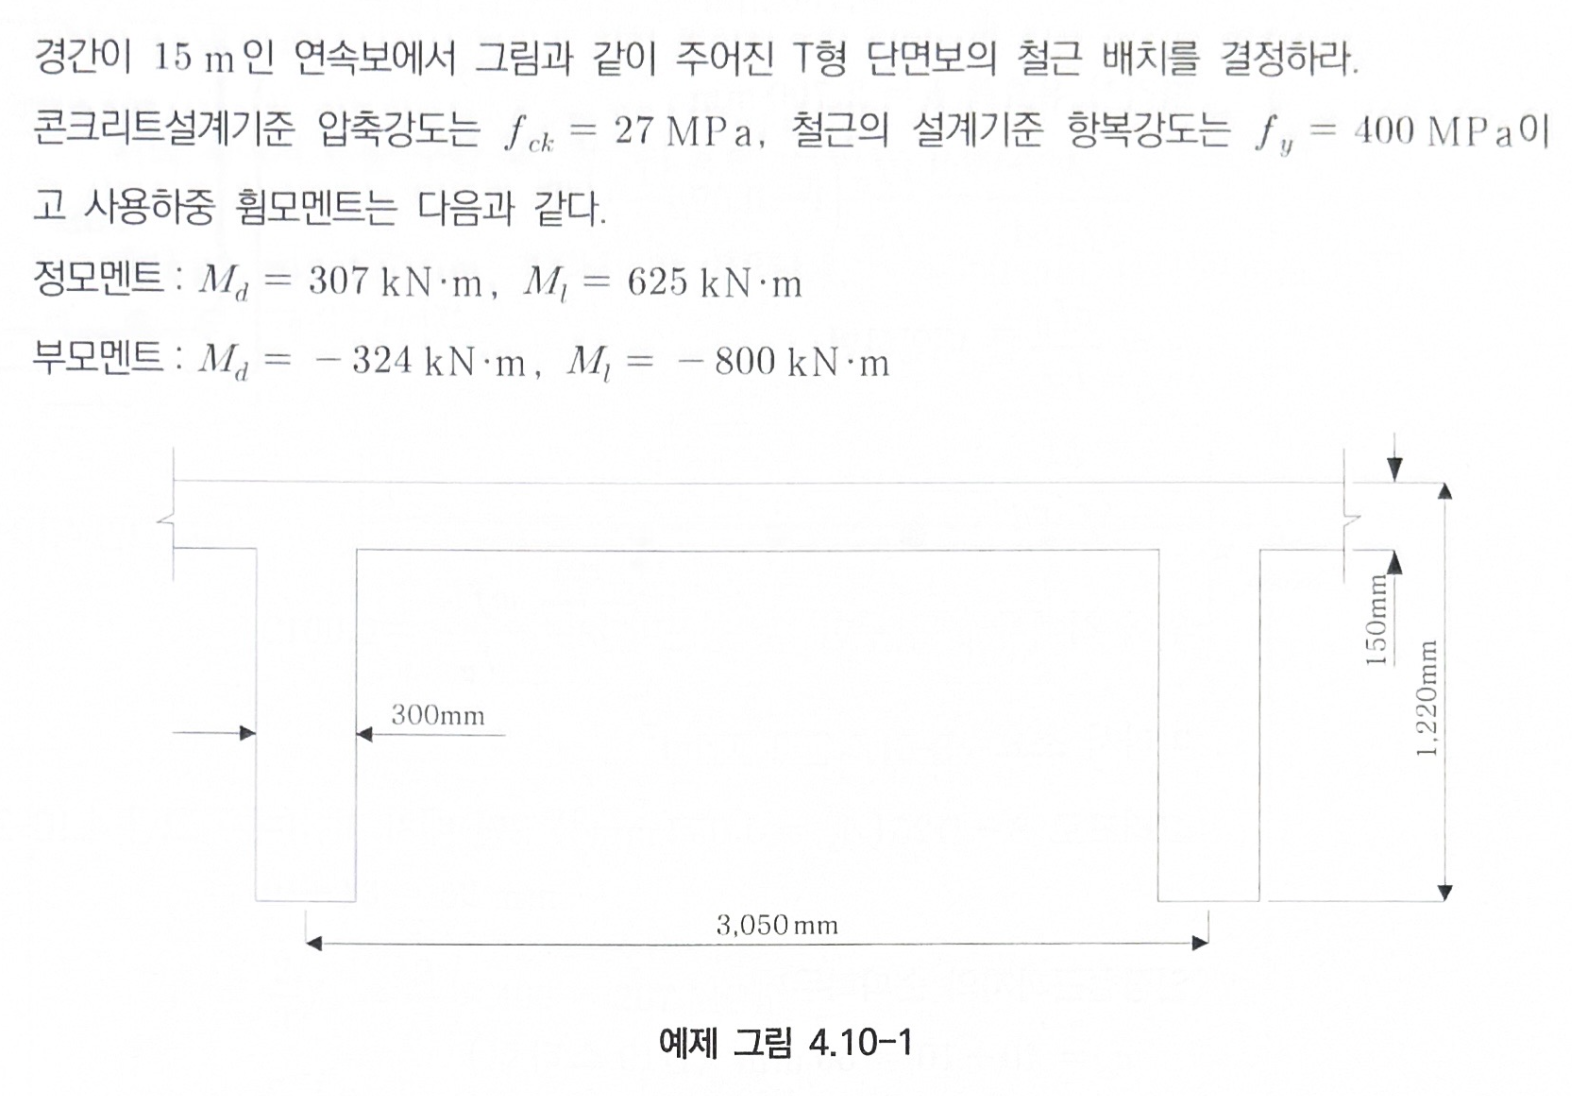 경간이 15 m인 연속보에서 그림과 같이 주어진 T형 단면보의 철근 배치를 결정하라.
콘크리트설계기준 압축강도는 f_ck = 27 MPa, 철근의 설계기준 항복강도는 f_y = 400 MPa이
고 사용하중 휨모멘트는 다음과 같다.
정모멘트 : M_d = 307 kN·m, M_l = 625 kN·m
부모멘트 : M_d = －324 kN·m, M_l = －800 kN·m
150mm
1,220mm
300mm
3,050mm
예제 그림 4.10-1